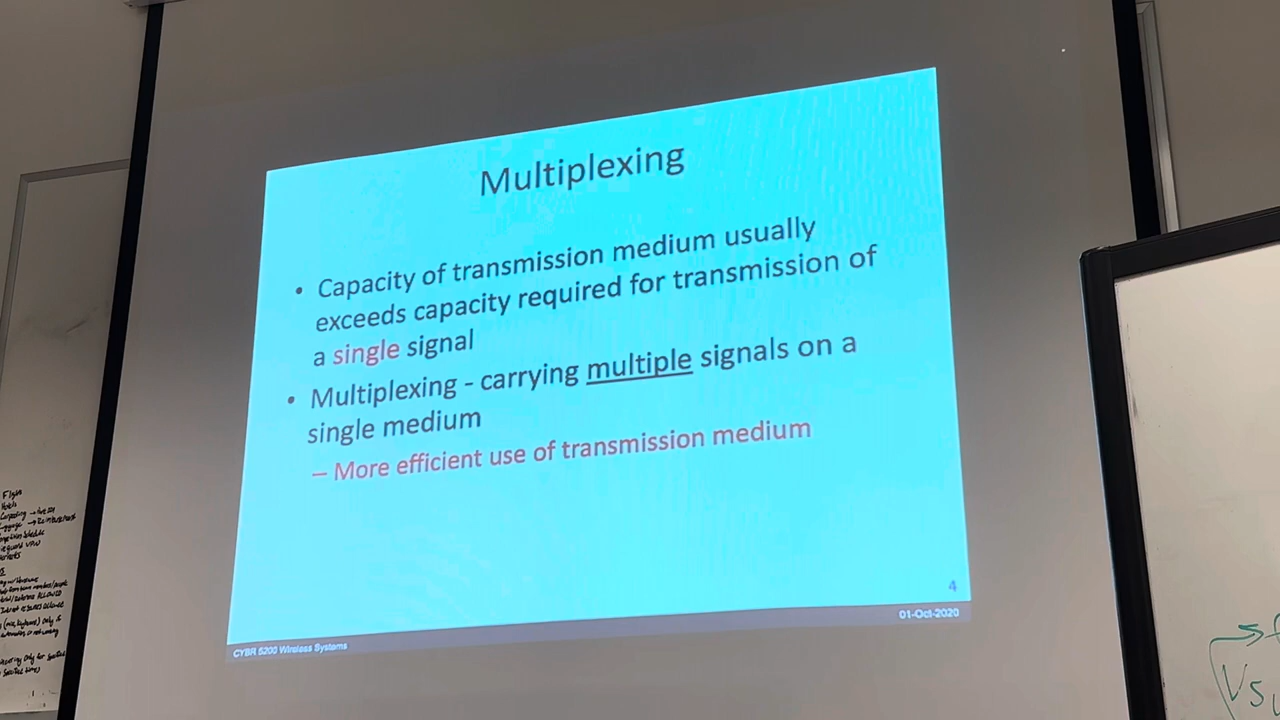 Multiplexing
• Capacity of transmission medium usually
exceeds capacity required for transmission of
a single signal
• Multiplexing - carrying multiple signals on a
single medium
– More efficient use of transmission medium
4
01-Oct-2020
CYBR 5200 Wireless Systems
Vs